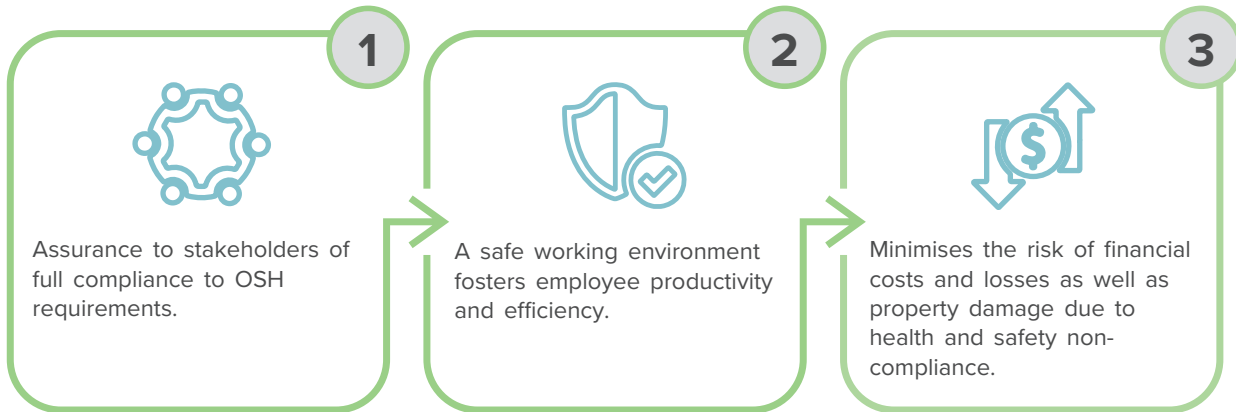 1
Assurance to stakeholders of
full compliance to OSH
requirements.
2
A safe working environment
fosters employee productivity
and efficiency.
3
$
Minimises the risk of financial
costs and losses as well as
property damage due to
health and safety non-
compliance.